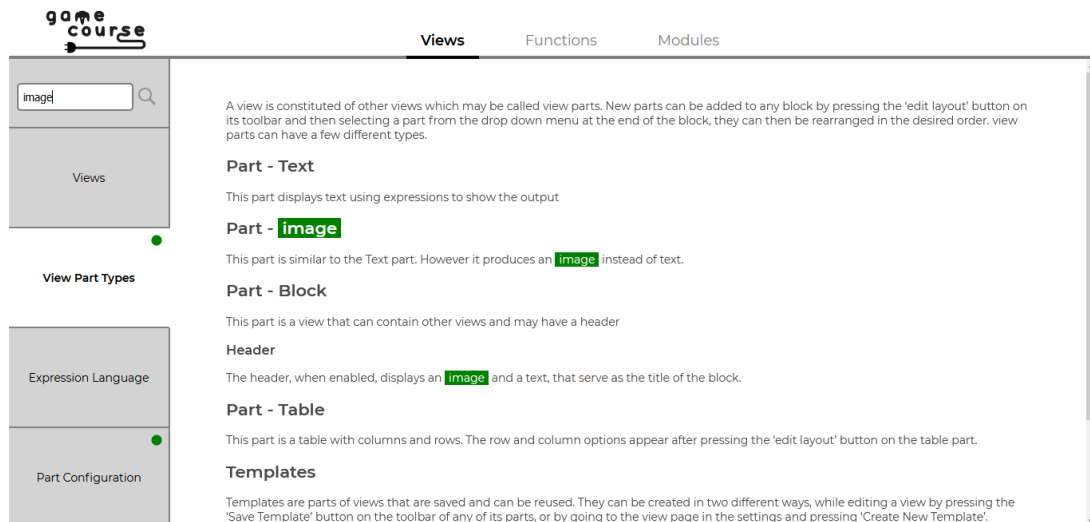 game
course
Views Functions Modules
image
Views
View Part Types
Expression Language
Part Configuration
A view is constituted of other views which may be called view parts. New parts can be added to any block by pressing the ‘edit layout’ button on
its toolbar and then selecting a part from the drop down menu at the end of the block, they can then be rearranged in the desired order. view
parts can have a few different types.
Part - Text
This part displays text using expressions to show the output
Part - image
This part is similar to the Text part. However it produces an image instead of text.
Part - Block
This part is a view that can contain other views and may have a header
Header
The header, when enabled, displays an image and a text, that serve as the title of the block.
Part - Table
This part is a table with columns and rows. The row and column options appear after pressing the ‘edit layout’ button on the table part.
Templates
Templates are parts of views that are saved and can be reused. They can be created in two different ways, while editing a view by pressing the
‘Save Template’ button on the toolbar of any of its parts, or by going to the view page in the settings and pressing ‘Create New Template’.